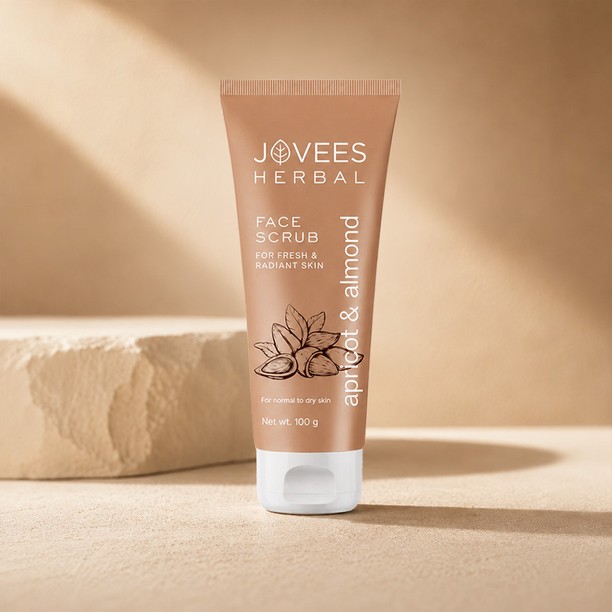 JOVEES
HERBAL
FACE
SCRUB
FOR FRESH &
RADIANT SKIN
apricot & almond
For normal to dry skin
Net wt. 100 g